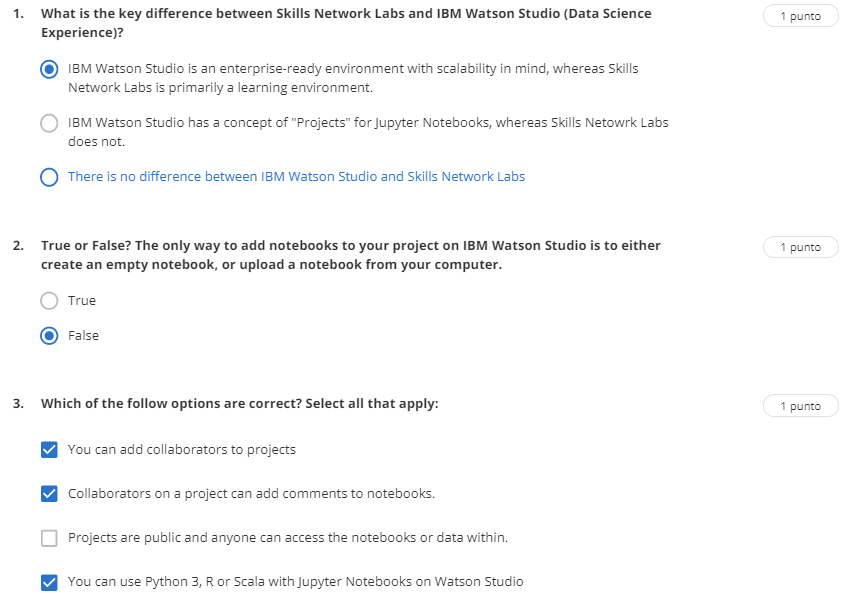 1. What is the key difference between Skills Network Labs and IBM Watson Studio (Data Science
1 punto
Experience)?
IBM Watson Studio is an enterprise-ready environment with scalability in mind, whereas Skills
Network Labs is primarily a learning environment.
IBM Watson Studio has a concept of "Projects" for Jupyter Notebooks, whereas Skills Netowrk Labs
does not.
There is no difference between IBM Watson Studio and Skills Network Labs
2. True or False? The only way to add notebooks to your project on IBM Watson Studio is to either
1 punto
create an empty notebook, or upload a notebook from your computer.
True
False
3. Which of the follow options are correct? Select all that apply:
1 punto
You can add collaborators to projects
Collaborators on a project can add comments to notebooks.
Projects are public and anyone can access the notebooks or data within.
You can use Python 3, R or Scala with Jupyter Notebooks on Watson Studio